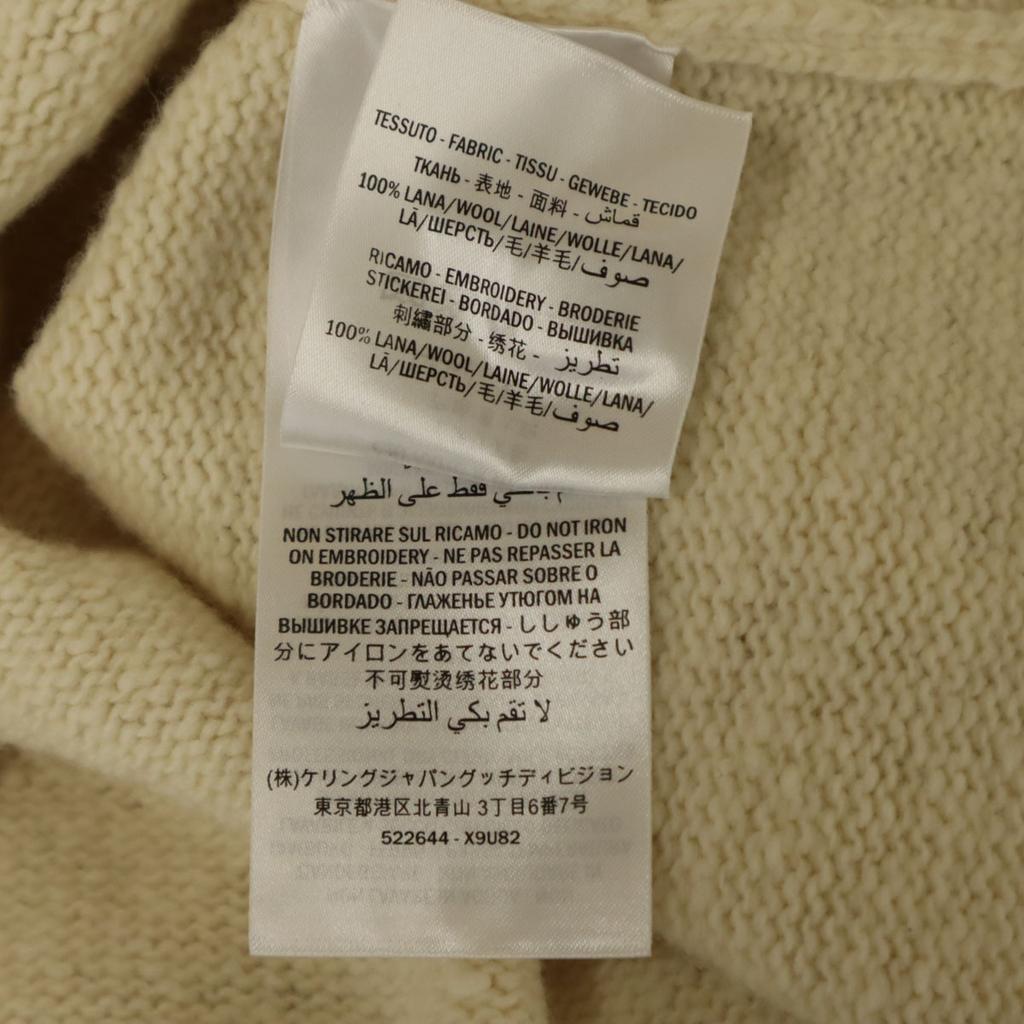 TESSUTO - FABRIC - TISSU - GEWEBE - TECIDO
ТКАНЬ - 表地 - 面料 - قماش
100% LANA/WOOL/LAINE/WOLLE/LANA/
LÃ/ШЕРСТЬ/毛/羊毛/صوف
RICAMO - EMBROIDERY - BRODERIE
STICKEREI - BORDADO - ВЫШИВКА
刺繡部分 - 绣花 - تطريز
100% LANA/WOOL/LAINE/WOLLE/LANA/
LÃ/ШЕРСТЬ/毛/羊毛/صوف
فقط على الظهر
NON STIRARE SUL RICAMO - DO NOT IRON
ON EMBROIDERY - NE PAS REPASSER LA
BRODERIE - NÃO PASSAR SOBRE O
BORDADO - ГЛАЖЕНЬЕ УТЮГОМ НА
ВЫШИВКЕ ЗАПРЕЩАЕТСЯ - ししゅう部
分にアイロンをあてないでください
不可熨烫绣花部分
لا تقم بكي التطريز
(株)ケリングジャパングッチディビジョン
東京都港区北青山 3丁目6番7号
522644 - X9U82